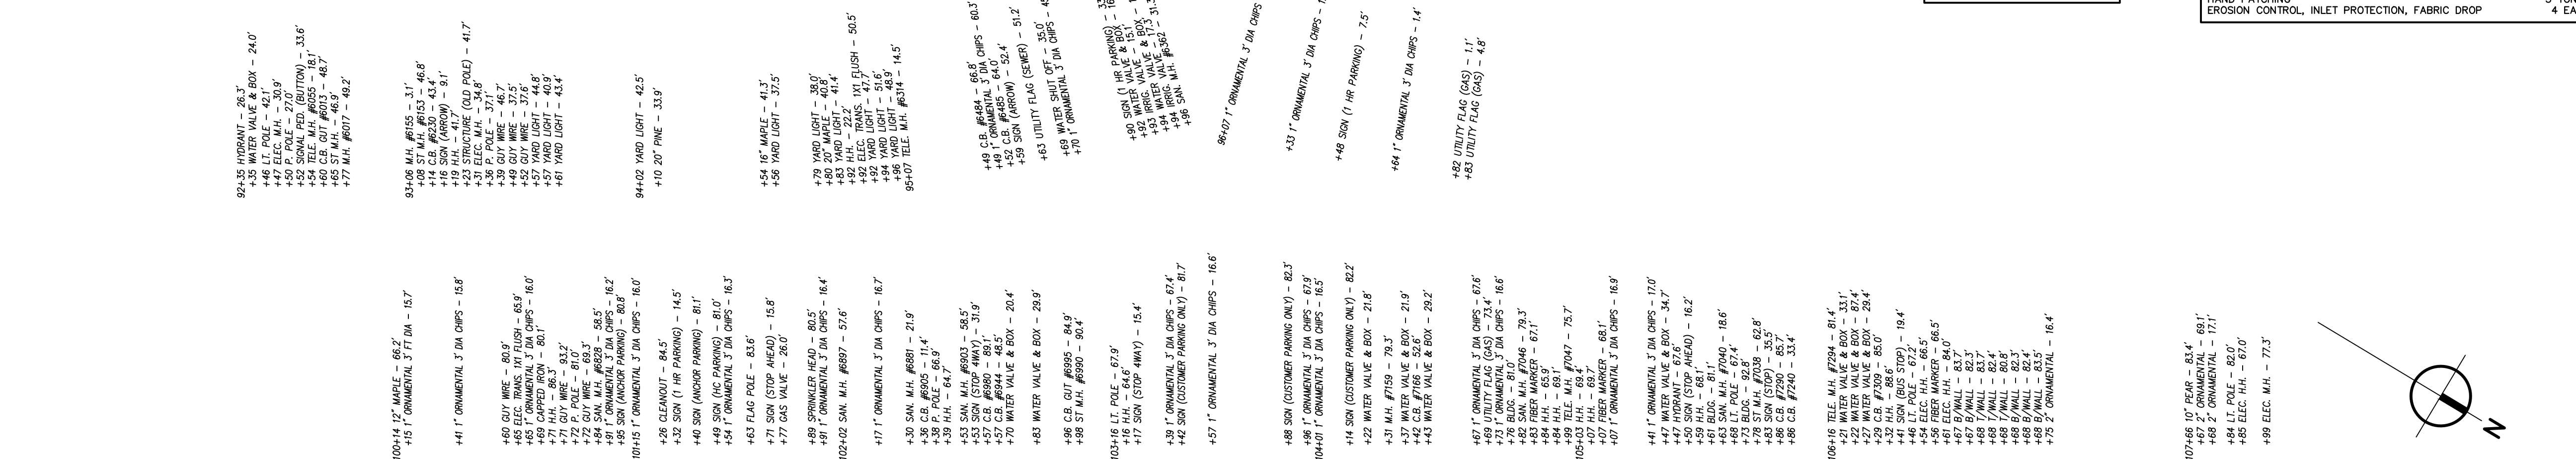 EROSION CONTROL, INLET PROTECTION, FABRIC DROP 4 EA
92+35 HYDRANT – 26.3'
+35 WATER VALVE & BOX – 24.0'
+46 LT. POLE – 42.1'
+47 ELEC. M.H. – 30.9'
+50 P. POLE – 27.0'
+52 SIGNAL PED. (BUTTON) – 33.6'
+54 TELE. M.H. #6055 – 18.1'
+60 C.B. GUT #6013 – 48.7'
+65 ST M.H. – 46.9'
+77 M.H. #6017 – 49.2'
93+06 M.H. #6155 – 3.1'
+08 ST M.H. #6153 – 46.8'
+14 C.B. #6230 – 43.4'
+16 SIGN (ARROW) – 9.1'
+19 H.H. – 41.7'
+23 STRUCTURE (OLD POLE) – 41.7'
+31 ELEC. M.H. – 34.8'
+36 P. POLE – 37.1'
+39 GUY WIRE – 46.7'
+49 GUY WIRE – 37.5'
+52 GUY WIRE – 37.6'
+57 YARD LIGHT – 44.8'
+57 YARD LIGHT – 40.9'
+61 YARD LIGHT – 43.4'
94+02 YARD LIGHT – 42.5'
+10 20" PINE – 33.9'
+54 16" MAPLE – 41.3'
+56 YARD LIGHT – 37.5'
+79 YARD LIGHT – 38.0'
+80 20" MAPLE – 40.8'
+83 YARD LIGHT – 41.4'
+92 H.H. – 22.2'
+92 ELEC. TRANS. 1X1 FLUSH – 50.5'
+92 YARD LIGHT – 47.7'
+94 YARD LIGHT – 51.6'
+96 YARD LIGHT – 48.9'
95+07 TELE. M.H. #6314 – 14.5'
+49 C.B. #6484 – 66.8'
+49 1" ORNAMENTAL 3' DIA (CHIPS – 60.3'
+52 C.B. #6485 – 64.0'
+59 SIGN (ARROW) – 52.4'
+63 UTILITY FLAG (SEWER) – 51.2'
+69 WATER SHUT OFF – 35.0'
+70 1" ORNAMENTAL 3' DIA CHIPS –
+90 SIGN (1 HR PARKING) –
+92 WATER VALVE – 15.1'
+92 WATER VALVE & BOX –
+93 IRRIG. VALVE & BOX –
+94 WATER VALVE – 17.3'
+94 IRRIG. VALVE –
+96 SAN. M.H. #6362 –
96+07 1" ORNAMENTAL 3' DIA CHIPS
+33 1" ORNAMENTAL 3' DIA CHIPS –
+48 SIGN (1 HR PARKING) – 7.5'
+64 1" ORNAMENTAL 3' DIA CHIPS – 1.4'
+82 UTILITY FLAG (GAS) – 1.1'
+83 UTILITY FLAG (GAS) – 4.8'
100+14 12" MAPLE – 66.2'
+15 1" ORNAMENTAL 3' FT DIA – 15.7'
+41 1" ORNAMENTAL 3' DIA CHIPS – 15.8'
+60 GUY WIRE – 80.9'
+65 ELEC. TRANS. 1X1 FLUSH – 65.9'
+65 1" ORNAMENTAL 3' DIA CHIPS – 16.0'
+69 CAPPED IRON – 80.1'
+71 H.H. – 86.3'
+71 GUY WIRE – 93.2'
+72 P. POLE – 81.0'
+72 GUY WIRE – 69.3'
+84 SAN. M.H. #6828 – 58.5'
+91 1" ORNAMENTAL 3' DIA CHIPS – 16.2'
+95 SIGN (ANCHOR PARKING) – 80.8'
101+15 1" ORNAMENTAL 3' DIA CHIPS – 16.0'
+26 CLEANOUT – 84.5'
+32 SIGN (1 HR PARKING) – 14.5'
+40 SIGN (ANCHOR PARKING) – 81.1'
+49 SIGN (HC PARKING) – 81.0'
+54 1" ORNAMENTAL 3' DIA CHIPS – 16.3'
+63 FLAG POLE – 83.6'
+71 SIGN (STOP AHEAD) – 15.8'
+77 GAS VALVE – 26.0'
+89 SPRINKLER HEAD – 80.5'
+91 1" ORNAMENTAL 3' DIA CHIPS – 16.4'
102+02 SAN. M.H. #6897 – 57.6'
+17 1" ORNAMENTAL 3' DIA CHIPS – 16.7'
+30 SAN. M.H. #6881 – 21.9'
+36 C.B. #6905 – 11.4'
+38 P. POLE – 66.9'
+39 H.H. – 64.7'
+53 SAN. M.H. #6903 – 58.5'
+53 SIGN (STOP 4WAY) – 31.9'
+57 C.B. #6980 – 89.1'
+57 C.B. #6944 – 48.5'
+70 WATER VALVE & BOX – 20.4'
+83 WATER VALVE & BOX – 29.9'
+96 C.B. GUT #6995 – 84.9'
+98 ST M.H. #6990 – 90.4'
103+16 LT. POLE – 67.9'
+16 H.H. – 64.6'
+17 SIGN (STOP 4WAY) – 15.4'
+39 1" ORNAMENTAL 3' DIA CHIPS – 67.4'
+42 SIGN (CUSTOMER PARKING ONLY) – 81.7'
+57 1" ORNAMENTAL 3' DIA CHIPS – 16.6'
+88 SIGN (CUSTOMER PARKING ONLY) – 82.3'
+96 1" ORNAMENTAL 3' DIA CHIPS – 67.9'
104+01 1" ORNAMENTAL 3' DIA CHIPS – 16.5'
+14 SIGN (CUSTOMER PARKING ONLY) – 82.2'
+22 WATER VALVE & BOX – 21.8'
+31 M.H. #7159 – 79.3'
+37 WATER VALVE & BOX – 21.9'
+42 C.B. #7166 – 52.6'
+43 WATER VALVE & BOX – 29.2'
+67 1" ORNAMENTAL 3' DIA CHIPS – 67.6'
+69 UTILITY FLAG (GAS) – 73.4'
+73 1" ORNAMENTAL 3' DIA CHIPS – 16.6'
+76 BLDG. – 81.0'
+82 SAN. M.H. #7046 – 79.3'
+83 FIBER MARKER – 67.1'
+84 H.H. – 65.9'
+84 H.H. – 69.1'
+99 TELE. M.H. #7047 – 75.7'
105+03 H.H. – 69.4'
+07 H.H. – 69.7'
+07 FIBER MARKER – 68.1'
+07 1" ORNAMENTAL 3' DIA CHIPS – 16.9'
+41 1" ORNAMENTAL 3' DIA CHIPS – 17.0'
+47 WATER VALVE & BOX – 34.7'
+47 HYDRANT – 67.6'
+50 SIGN (STOP AHEAD) – 16.2'
+59 H.H. – 68.1'
+61 BLDG. – 81.1'
+63 SAN. M.H. #7040 – 18.6'
+68 LT. POLE – 67.4'
+73 BLDG. – 92.8'
+78 ST M.H. #7038 – 62.8'
+83 SIGN (STOP) – 35.5'
+86 C.B. #7290 – 85.7'
+86 C.B. #7240 – 33.4'
106+16 TELE. M.H. #7294 – 81.4'
+21 WATER VALVE & BOX – 33.1'
+22 WATER VALVE & BOX – 87.4'
+27 WATER VALVE & BOX – 29.4'
+29 C.B. #7309 – 85.0'
+32 H.H. – 88.6'
+41 SIGN (BUS STOP) – 19.4'
+46 LT. POLE – 67.2'
+54 ELEC. H.H. – 66.5'
+56 FIBER MARKER – 66.5'
+61 ELEC. H.H. – 84.0'
+67 B/WALL – 83.7'
+67 B/WALL – 82.3'
+68 T/WALL – 83.7'
+68 T/WALL – 82.4'
+68 T/WALL – 80.8'
+68 B/WALL – 82.3'
+68 B/WALL – 82.4'
+68 B/WALL – 83.5'
+75 2" ORNAMENTAL – 16.4'
107+66 10" PEAR – 83.4'
+67 2" ORNAMENTAL – 69.1'
+68 2" ORNAMENTAL – 17.1'
+84 LT. POLE – 82.0'
+85 ELEC. H.H. – 67.0'
+99 ELEC. M.H. – 77.3'
N